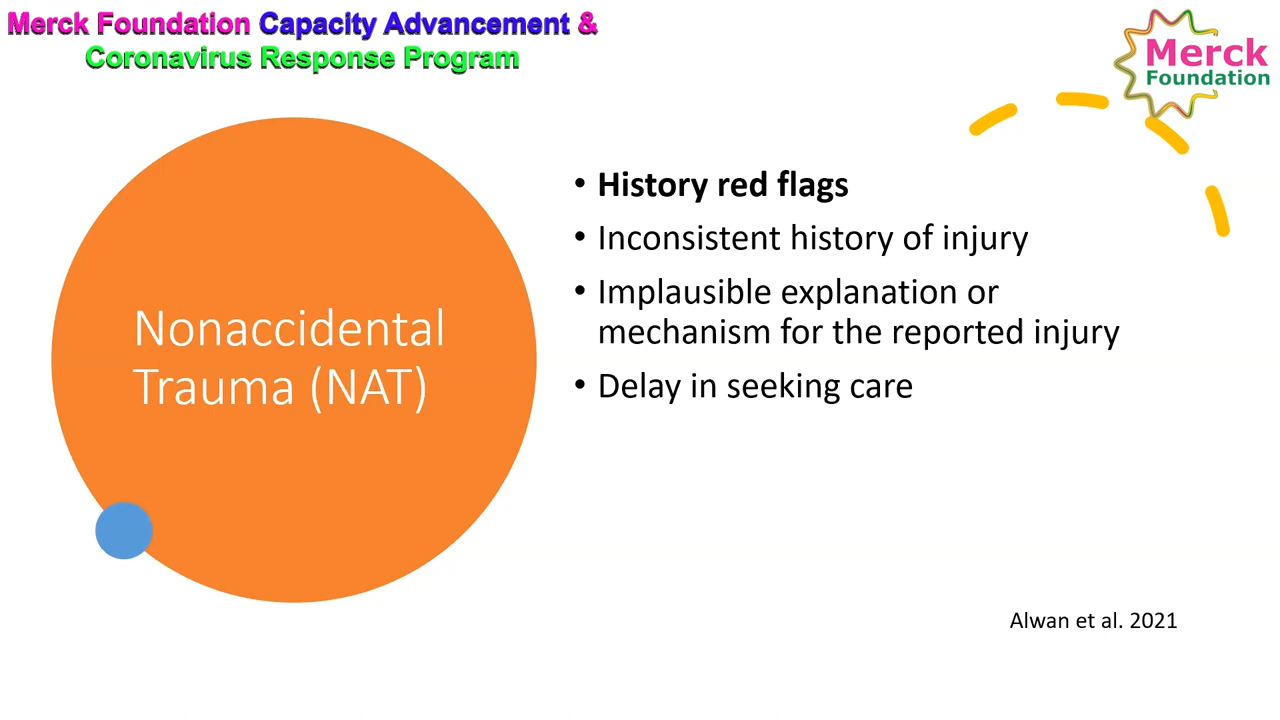 Merck Foundation Capacity Advancement &
Coronavirus Response Program
Merck
Foundation
Nonaccidental
Trauma (NAT)
• History red flags
• Inconsistent history of injury
• Implausible explanation or
mechanism for the reported injury
• Delay in seeking care
Alwan et al. 2021